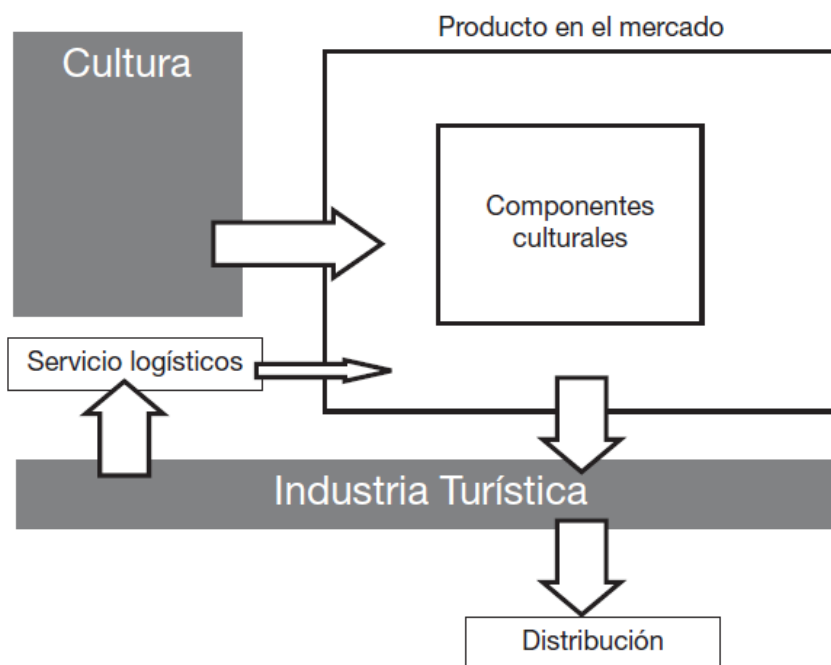 Producto en el mercado
Cultura
Componentes
culturales
Servicio logísticos
Industria Turística
Distribución